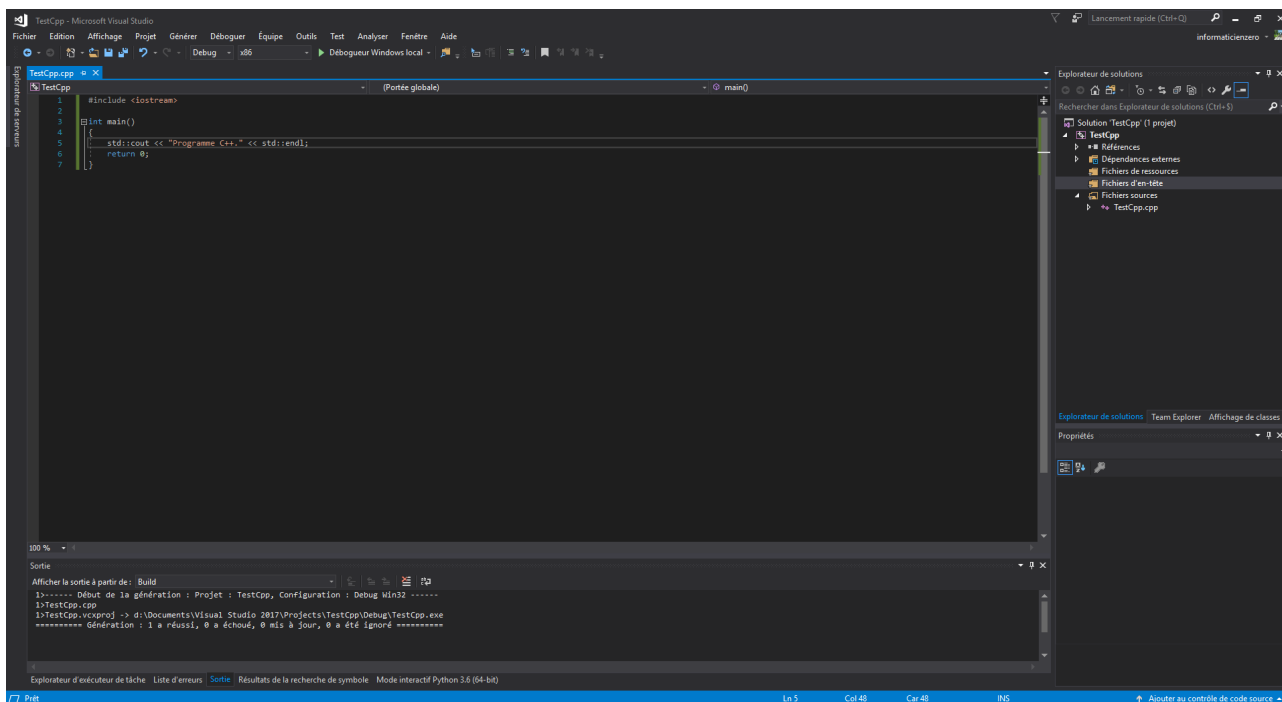 TestCpp - Microsoft Visual Studio
Lancement rapide (Ctrl+Q)
Fichier Edition Affichage Projet Générer Déboguer Équipe Outils Test Analyser Fenêtre Aide
informaticienzero
Debug x86 Débogueur Windows local
Explorateur de serveurs
TestCpp.cpp
TestCpp (Portée globale) main()
1 #include <iostream>
2
3 int main()
4 {
5 std::cout << "Programme C++." << std::endl;
6 return 0;
7 }
100 %
Explorateur de solutions
Rechercher dans Explorateur de solutions (Ctrl+$)
Solution 'TestCpp' (1 projet)
TestCpp
Références
Dépendances externes
Fichiers de ressources
Fichiers d'en-tête
Fichiers sources
TestCpp.cpp
Explorateur de solutions Team Explorer Affichage de classes
Propriétés
Sortie
Afficher la sortie à partir de : Build
1>------ Début de la génération : Projet : TestCpp, Configuration : Debug Win32 ------
1>TestCpp.cpp
1>TestCpp.vcxproj -> d:\Documents\Visual Studio 2017\Projects\TestCpp\Debug\TestCpp.exe
========== Génération : 1 a réussi, 0 a échoué, 0 mis à jour, 0 a été ignoré ==========
Explorateur d'exécuteur de tâche Liste d'erreurs Sortie Résultats de la recherche de symbole Mode interactif Python 3.6 (64-bit)
Prêt Ln 5 Col 48 Car 48 INS Ajouter au contrôle de code source